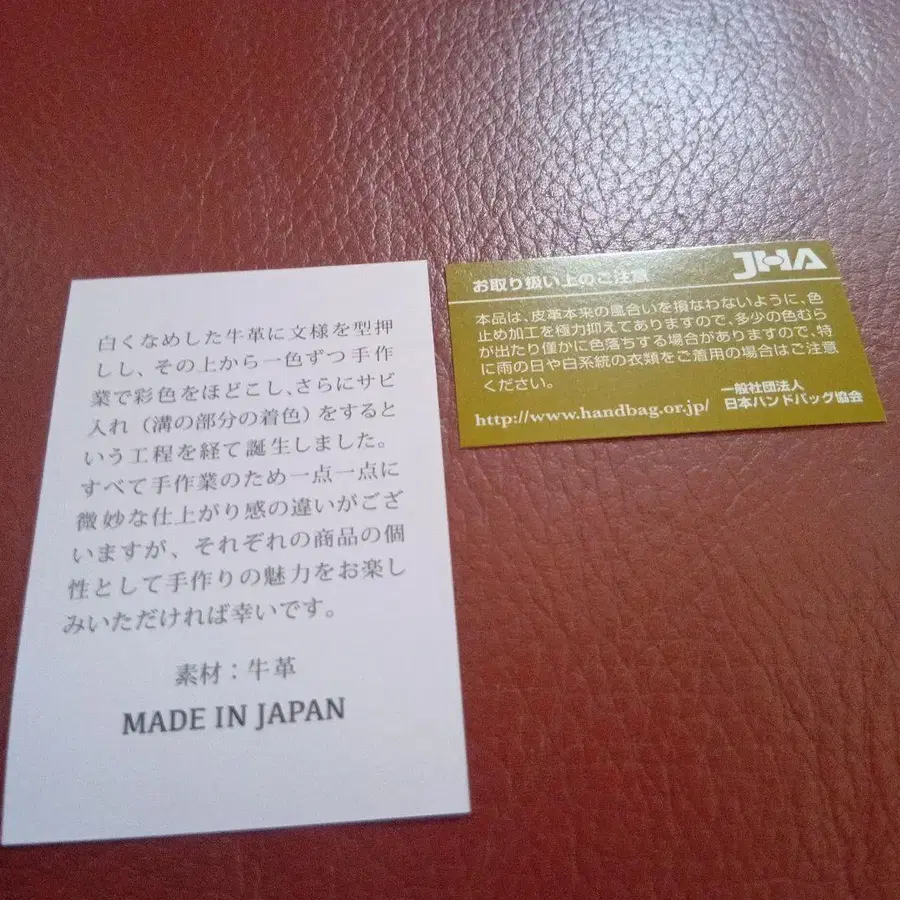 白くなめした牛革に文様を型押
しし、その上から一色ずつ手作
業で彩色をほどこし、さらにサビ
入れ（溝の部分の着色）をすると
いう工程を経て誕生しました。
すべて手作業のため一点一点に
微妙な仕上がり感の違いがござ
いますが、それぞれの商品の個
性として手作りの魅力をお楽し
みいただければ幸いです。
素材：牛革
MADE IN JAPAN
JHA
お取り扱い上のご注意
本品は、皮革本来の風合いを損なわないように、色
止め加工を極力抑えてありますので、多少の色むら
が出たり僅かに色落ちする場合がありますので、特
に雨の日や白系統の衣類をご着用の場合はご注意
ください。
一般社団法人
http://www.handbag.or.jp/ 日本ハンドバッグ協会